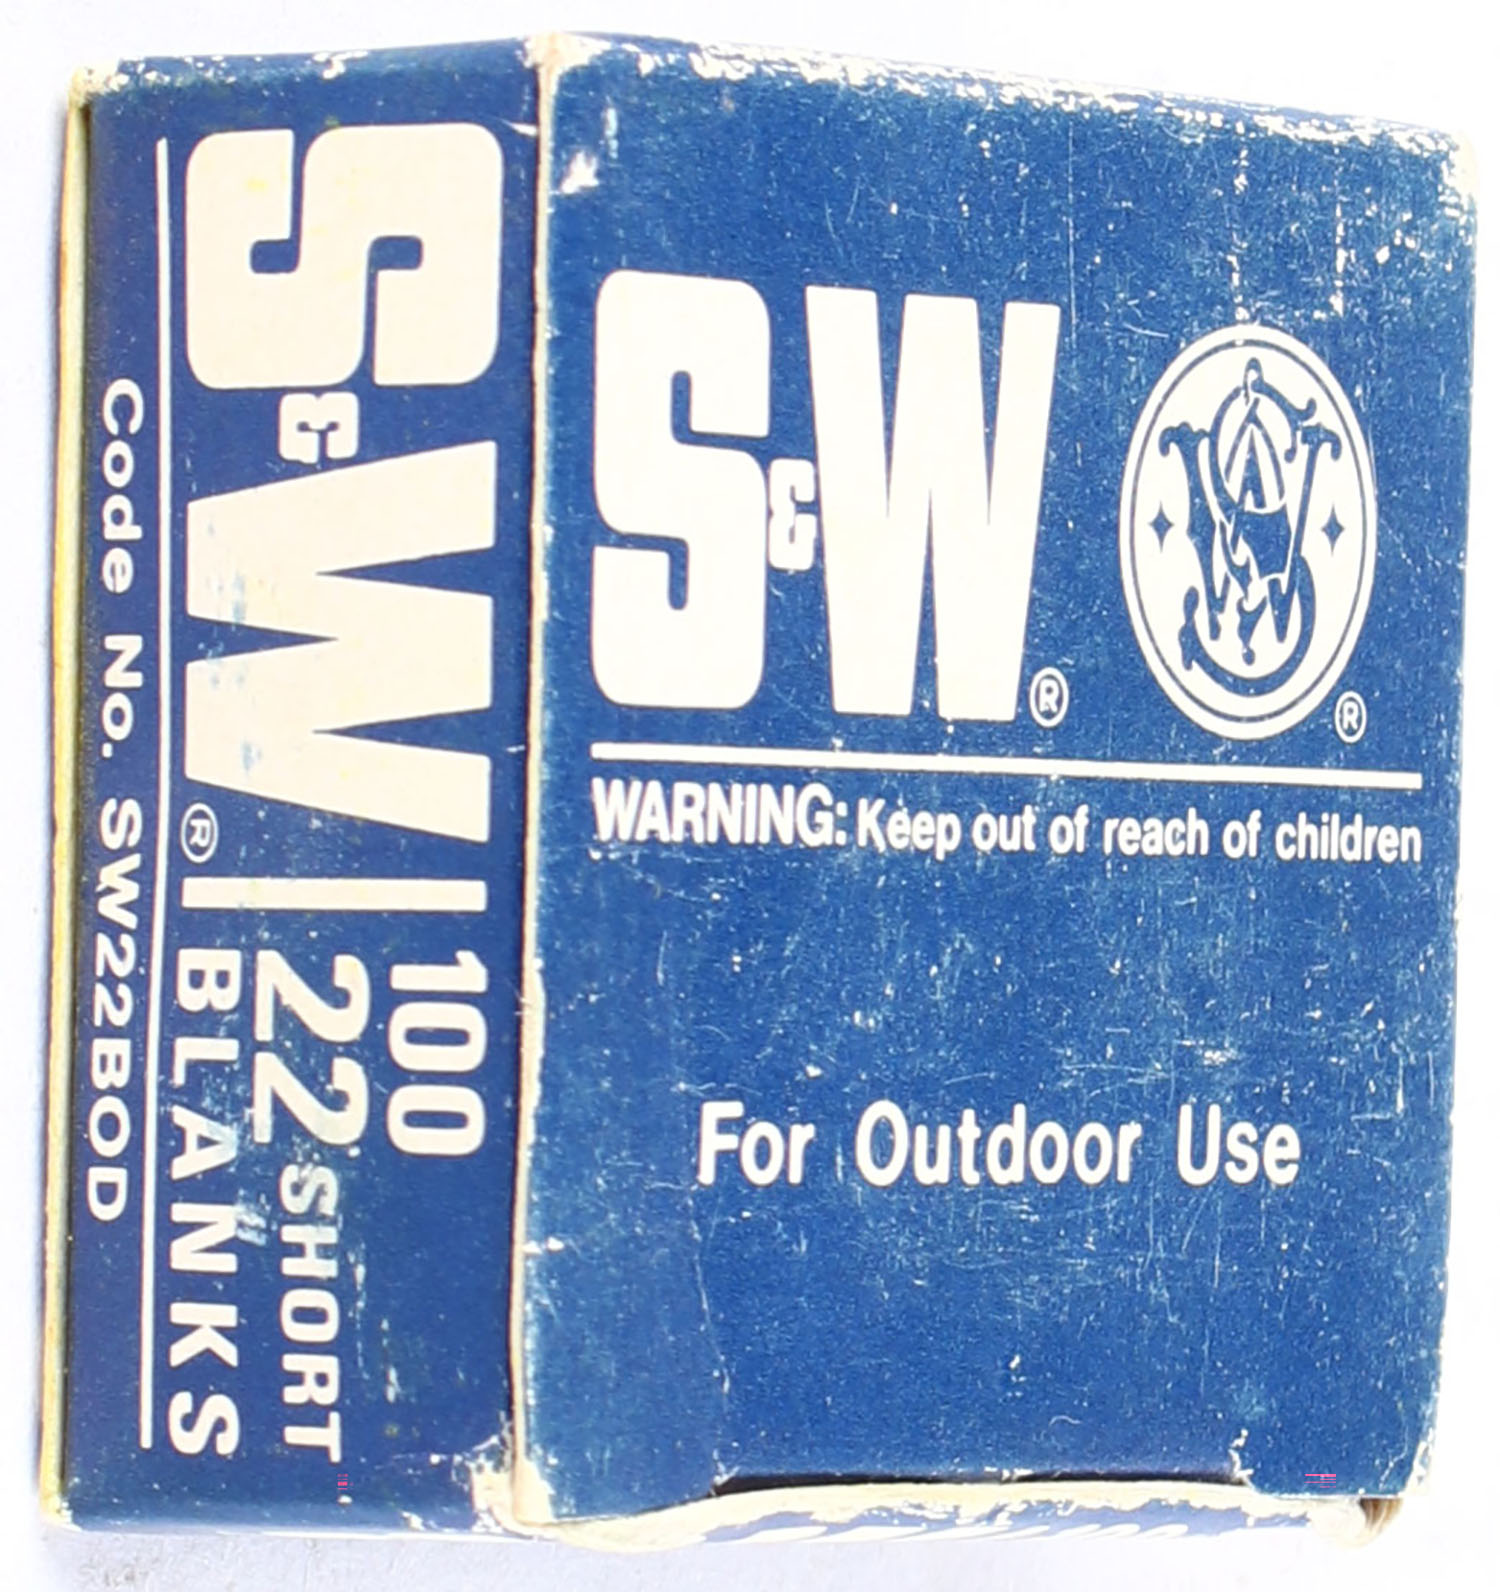 S&W®
WARNING: Keep out of reach of children
For Outdoor Use
S&W®
100
22 SHORT
BLANKS
Code No. SW22BOD